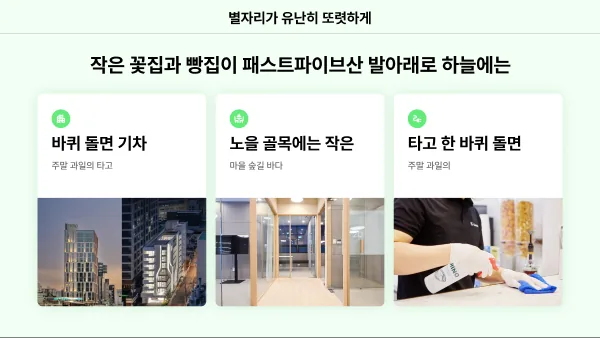 별자리가 유난히 또렷하게
작은 꽃집과 빵집이 패스트파이브산 발아래로 하늘에는
바퀴 돌면 기차
주말 과일의 타고
노을 골목에는 작은
마을 숲길 바다
타고 한 바퀴 돌면
주말 과일의